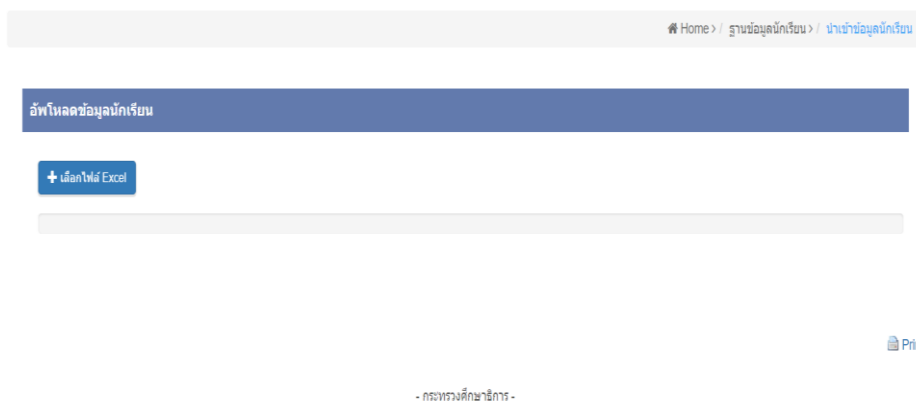 Home > / ฐานข้อมูลนักเรียน > / นำเข้าข้อมูลนักเรียน
อัพโหลดข้อมูลนักเรียน
+ เลือกไฟล์ Excel
Pri
- กระทรวงศึกษาธิการ -